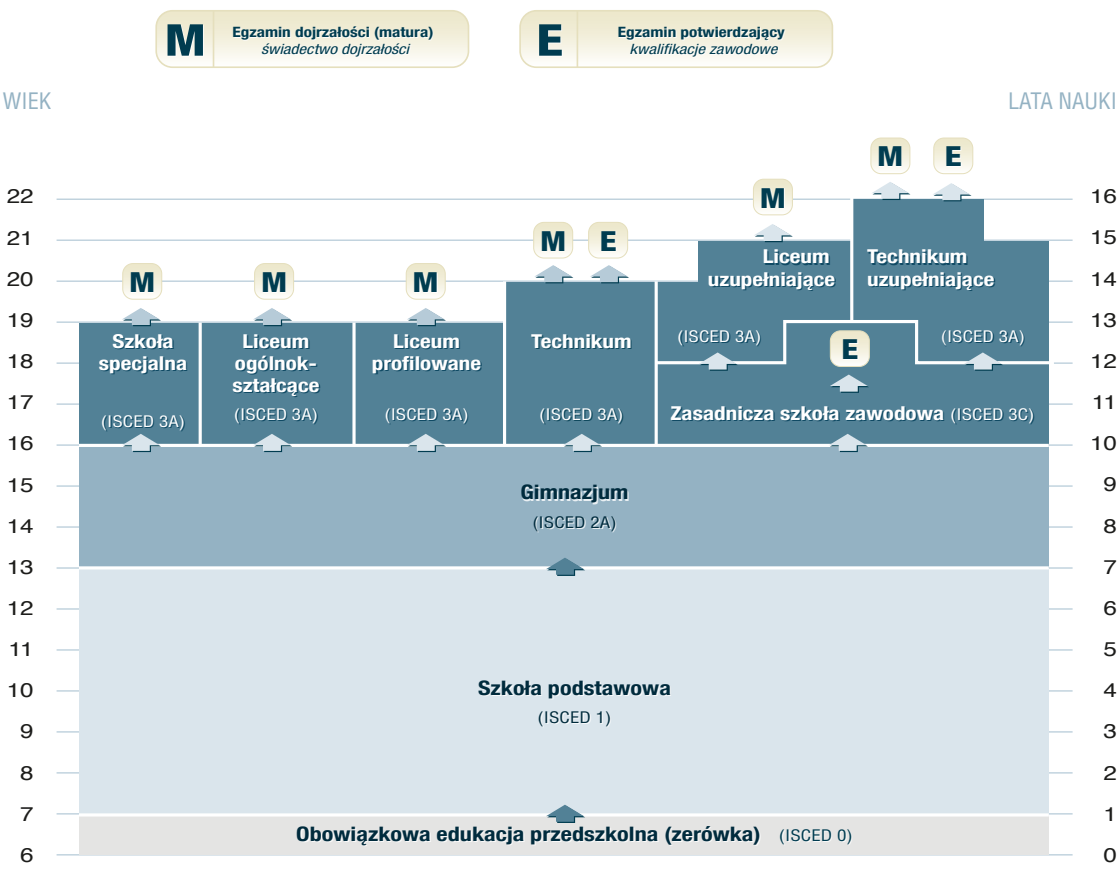 M
Egzamin dojrzałości (matura)
świadectwo dojrzałości
E
Egzamin potwierdzający
kwalifikacje zawodowe
WIEK
LATA NAUKI
M E
22 M 16
21 M E 15
Liceum
uzupełniające
Technikum
uzupełniające
20 M M M 14
19 13
Szkoła
specjalna
(ISCED 3A)
Liceum
ogólnok-
ształcące
(ISCED 3A)
Liceum
profilowane
(ISCED 3A)
Technikum
(ISCED 3A)
(ISCED 3A)
E
(ISCED 3A)
18 12
17 11
Zasadnicza szkoła zawodowa (ISCED 3C)
16 10
15 9
Gimnazjum
(ISCED 2A)
14 8
13 7
12 6
11 5
10 4
Szkoła podstawowa
(ISCED 1)
9 3
8 2
7 1
Obowiązkowa edukacja przedszkolna (zerówka) (ISCED 0)
6 0